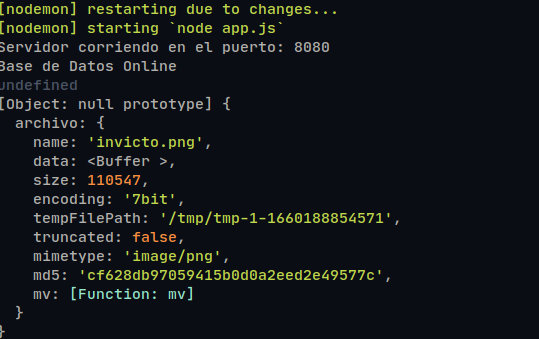 [nodemon] restarting due to changes...
[nodemon] starting `node app.js`
Servidor corriendo en el puerto: 8080
Base de Datos Online
undefined
[Object: null prototype] {
  archivo: {
    name: 'invicto.png',
    data: <Buffer >,
    size: 110547,
    encoding: '7bit',
    tempFilePath: '/tmp/tmp-1-1660188854571',
    truncated: false,
    mimetype: 'image/png',
    md5: 'cf628db97059415b0d0a2eed2e49577c',
    mv: [Function: mv]
  }
}